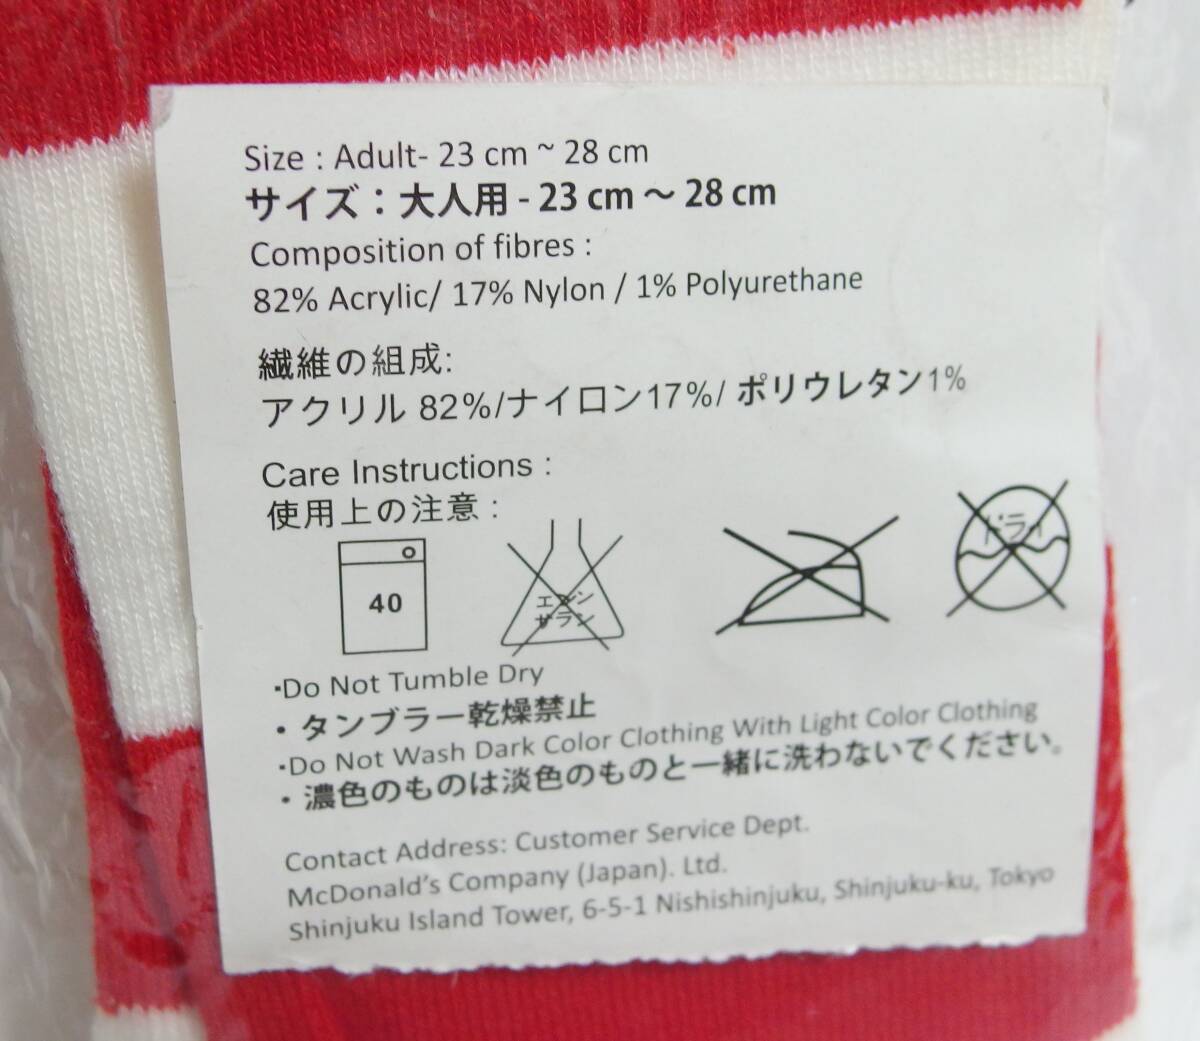 Size : Adult- 23 cm ~ 28 cm
サイズ：大人用 - 23 cm ～ 28 cm
Composition of fibres :
82% Acrylic/ 17% Nylon / 1% Polyurethane
繊維の組成:
アクリル 82%/ナイロン17%/ ポリウレタン1%
Care Instructions :
使用上の注意 :
40
エンソ
サラシ
ドライ
·Do Not Tumble Dry
・タンブラー乾燥禁止
·Do Not Wash Dark Color Clothing With Light Color Clothing
・濃色のものは淡色のものと一緒に洗わないでください。
Contact Address: Customer Service Dept.
McDonald's Company (Japan). Ltd.
Shinjuku Island Tower, 6-5-1 Nishishinjuku, Shinjuku-ku, Tokyo